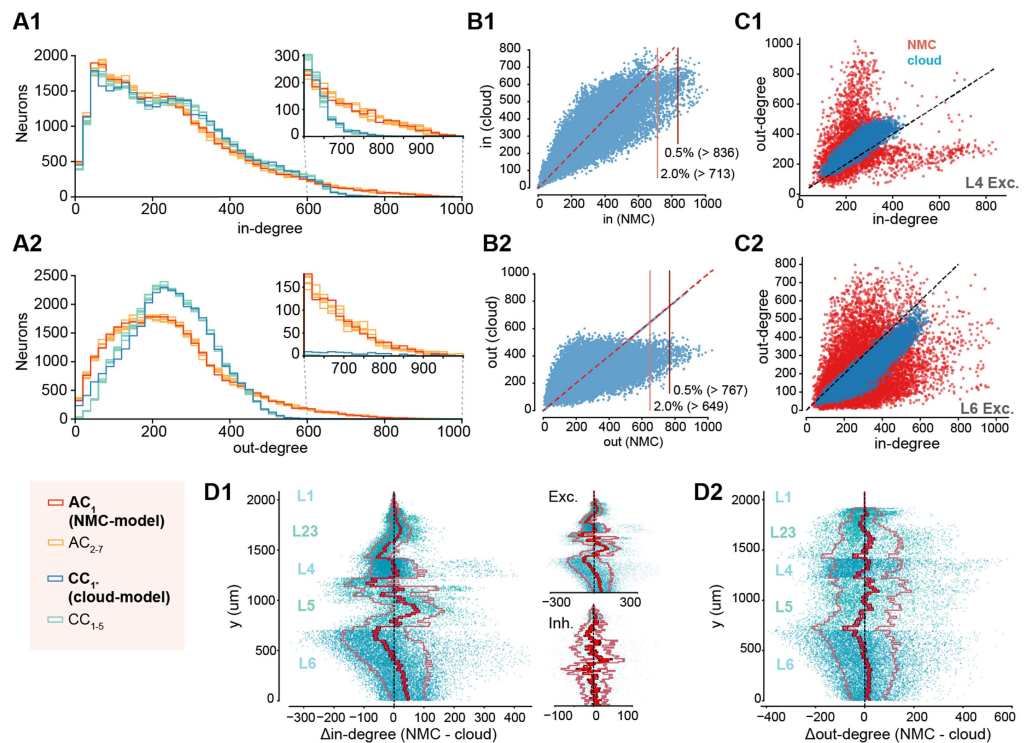 A1
Neurons
2000
1500
1000
500
0
0
200
400
600
800
1000
in-degree
300
200
100
0
700
800
900
B1
in (cloud)
800
700
600
500
400
300
200
100
0
0
200
400
600
800
1000
in (NMC)
0.5% (> 836)
2.0% (> 713)
C1
out-degree
1000
800
600
400
200
0
0
200
400
600
800
in-degree
NMC
cloud
L4 Exc.
A2
Neurons
2500
2000
1500
1000
500
0
0
200
400
600
800
1000
out-degree
150
100
50
0
700
800
900
B2
out (cloud)
1000
800
600
400
200
0
0
200
400
600
800
1000
out (NMC)
0.5% (> 767)
2.0% (> 649)
C2
out-degree
800
700
600
500
400
300
200
100
0
0
200
400
600
800
1000
in-degree
L6 Exc.
AC1
(NMC-model)
AC2-7
CC1-
(cloud-model)
CC1-5
D1
y (um)
2000
1500
1000
500
0
L1
L23
L4
L5
L6
−300
−200
−100
0
100
200
300
400
Δin-degree (NMC - cloud)
Exc.
−300
0
300
Inh.
−100
0
100
D2
y (um)
2000
1500
1000
500
0
L1
L23
L4
L5
L6
−400
−200
0
200
400
600
Δout-degree (NMC - cloud)